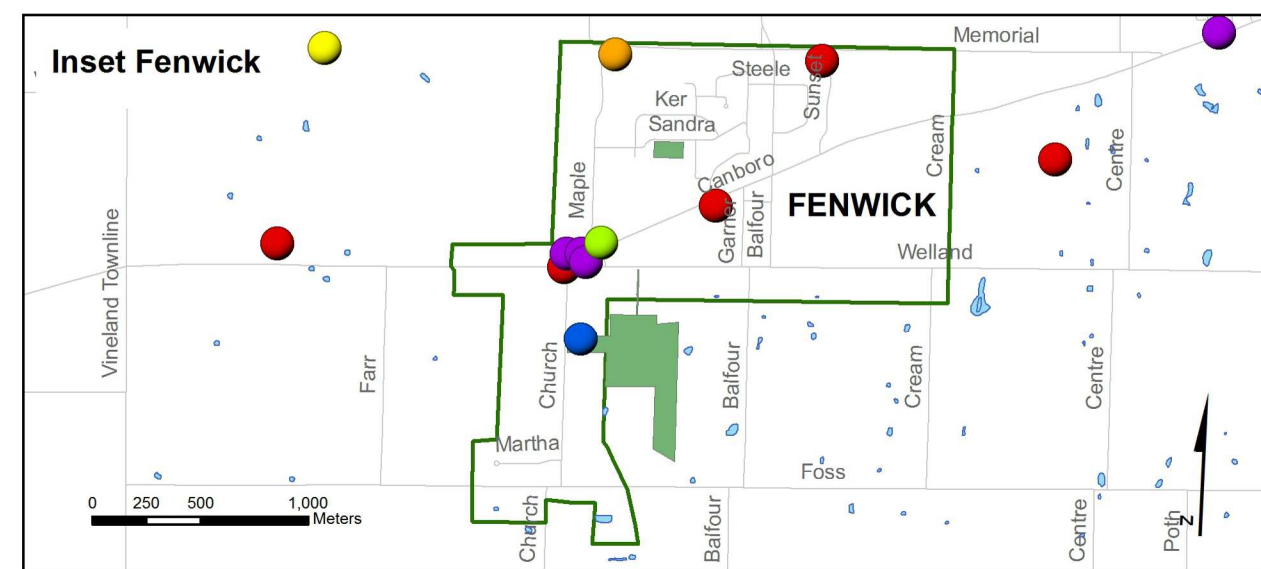 Memorial
Inset Fenwick
Steele
Sunset
Ker
Sandra
Cream
Centre
Canboro
Maple
FENWICK
Garner
Balfour
Welland
Vineland Townline
Farr
Church
Balfour
Cream
Centre
Martha
Foss
0 250 500 1,000
Meters
Church
Balfour
Centre
Poth
N